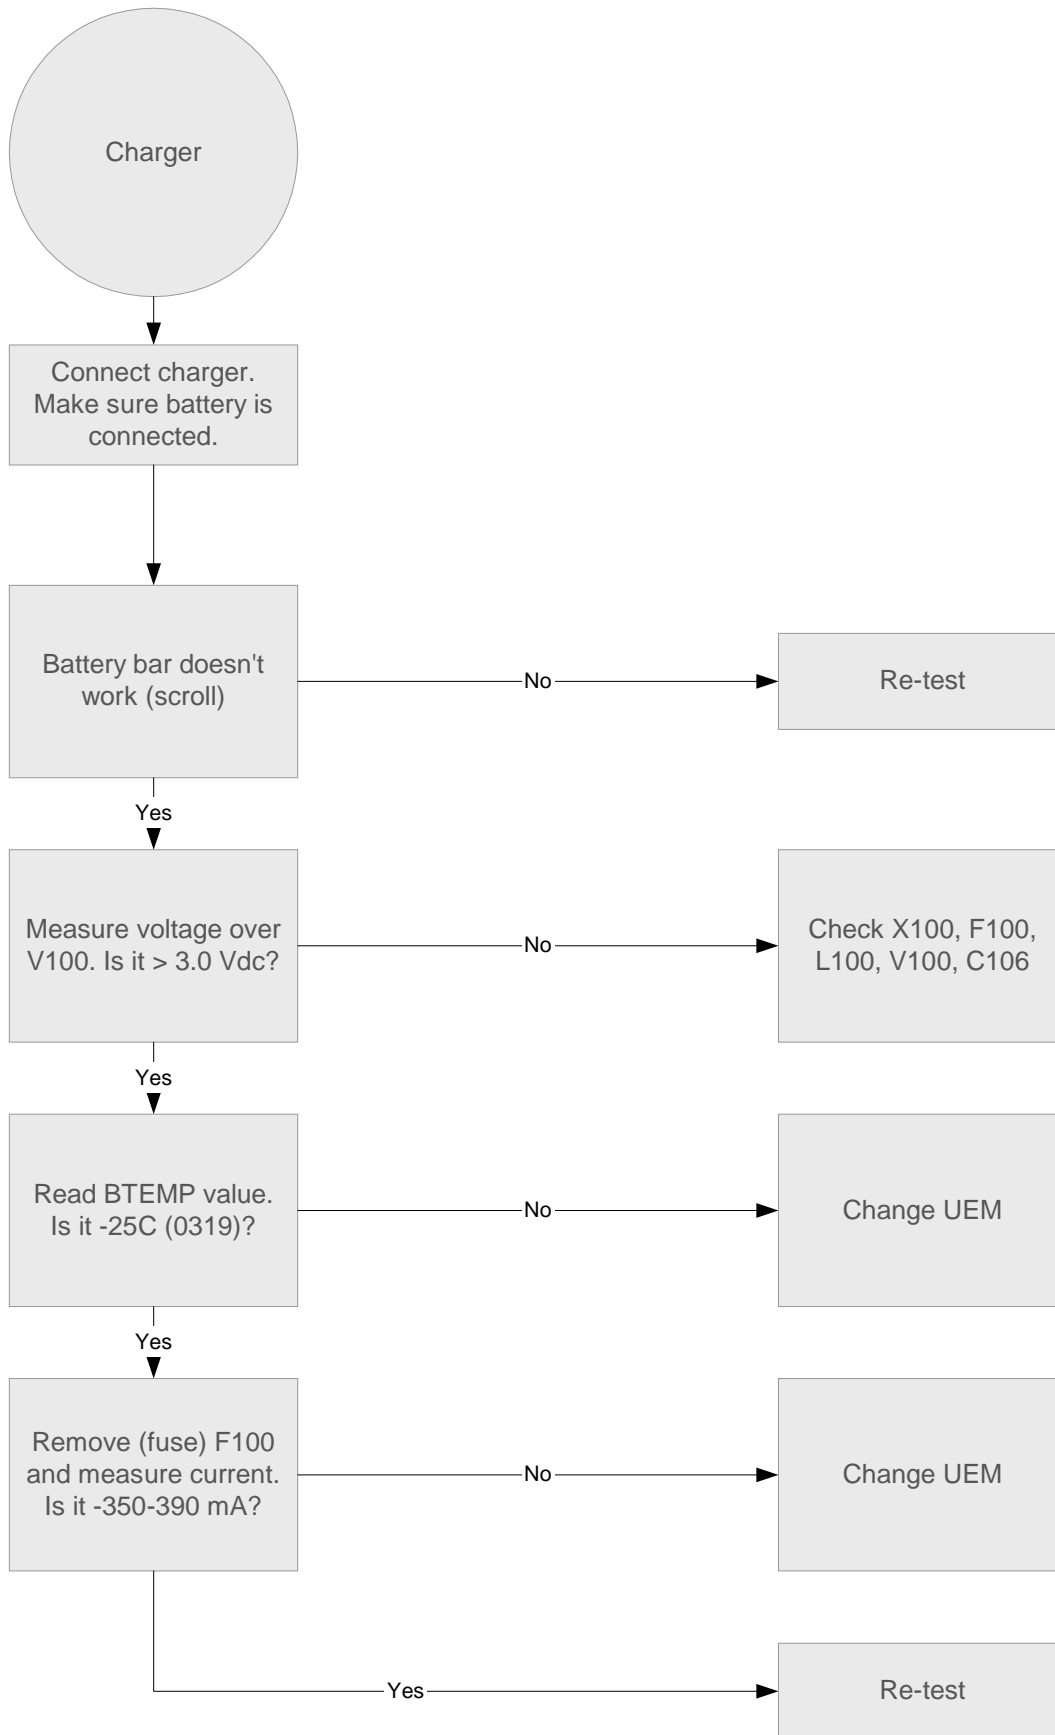 Charger
Connect charger.
Make sure battery is
connected.
Battery bar doesn't
work (scroll)
No
Re-test
Yes
Measure voltage over
V100. Is it > 3.0 Vdc?
No
Check X100, F100,
L100, V100, C106
Yes
Read BTEMP value.
Is it -25C (0319)?
No
Change UEM
Yes
Remove (fuse) F100
and measure current.
Is it -350-390 mA?
No
Change UEM
Yes
Re-test